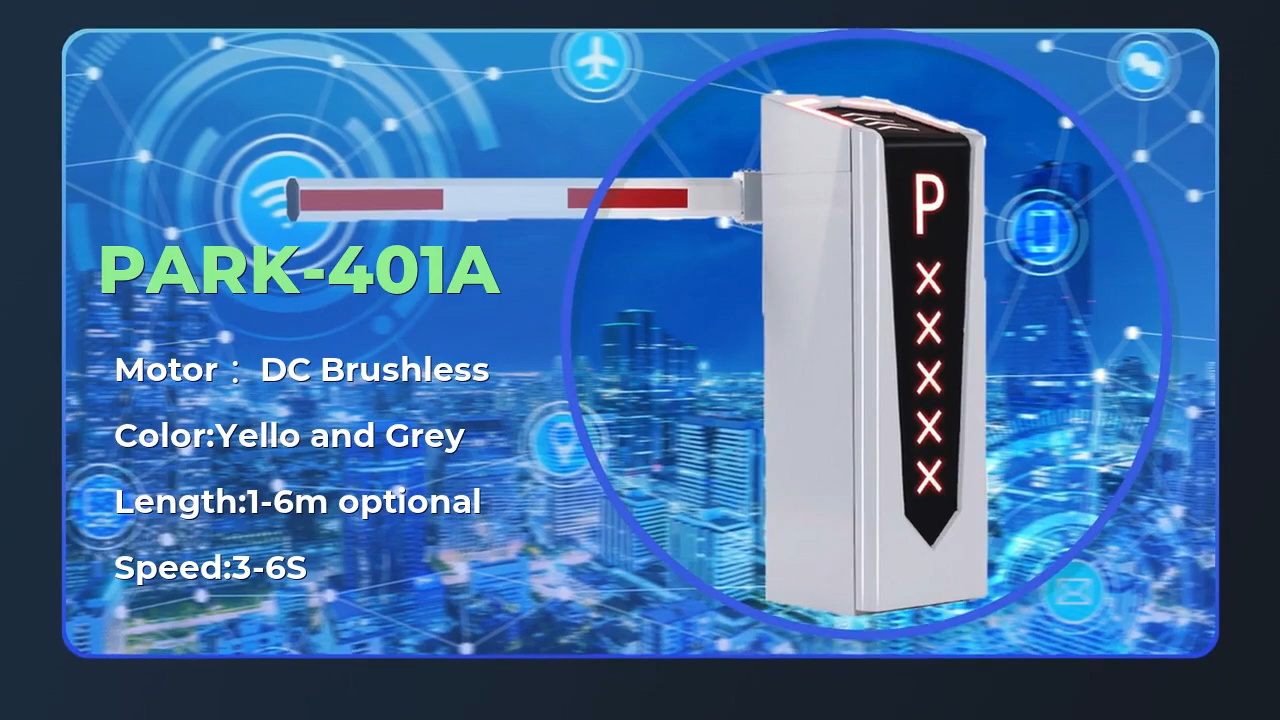 PARK-401A
Motor： DC Brushless
Color:Yello and Grey
Length:1-6m optional
Speed:3-6S
P
X
X
X
X
X